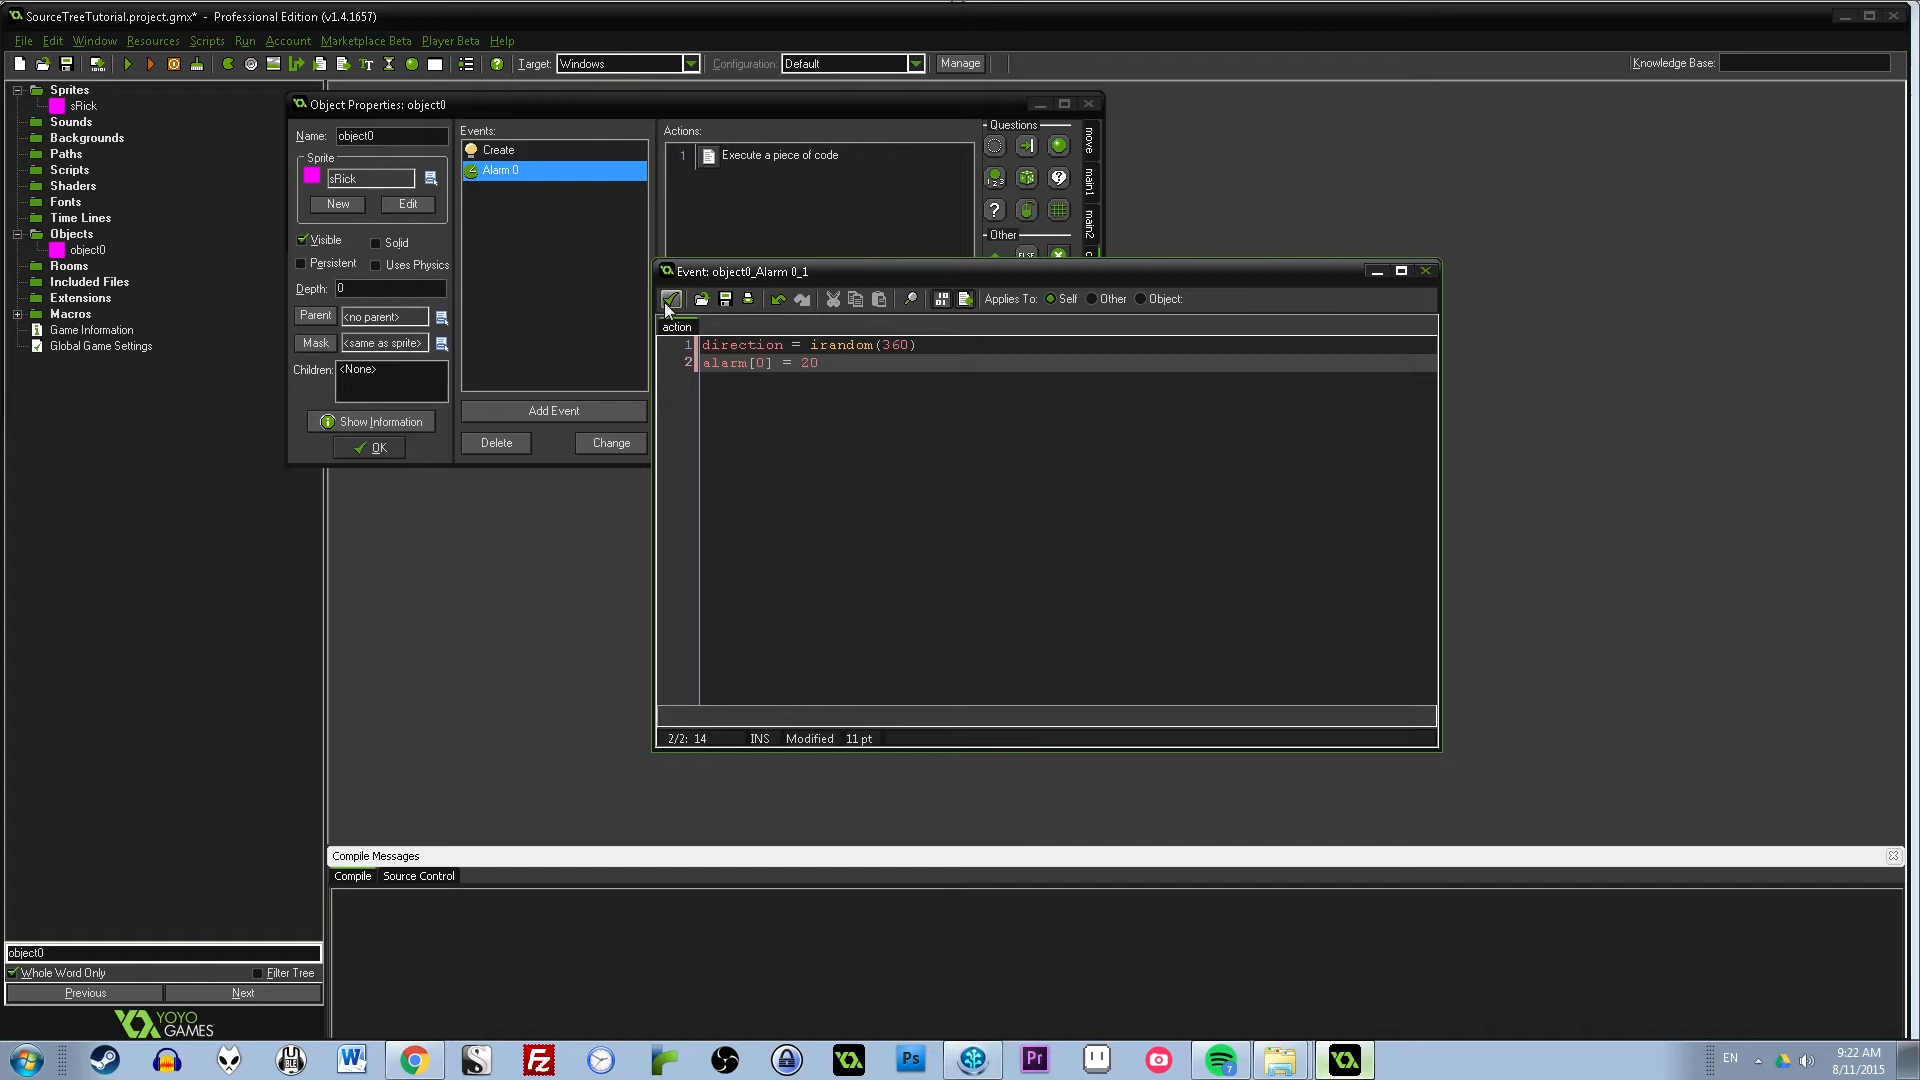 SourceTreeTutorial.project.gmx* - Professional Edition (v1.4.1657)
File Edit Window Resources Scripts Run Account Marketplace Beta Player Beta Help
Target: Windows Configuration: Default Manage Knowledge Base:
Sprites
sRick
Sounds
Backgrounds
Paths
Scripts
Shaders
Fonts
Time Lines
Objects
object0
Rooms
Included Files
Extensions
Macros
Game Information
Global Game Settings
Object Properties: object0
Name: object0
Sprite
sRick
New Edit
Visible Solid
Persistent Uses Physics
Depth: 0
Parent <no parent>
Mask <same as sprite>
Children: <None>
Show Information
OK
Events:
Create
Alarm 0
Add Event
Delete Change
Actions:
1 Execute a piece of code
Questions
Other
ELSE
move
main1
main2
Event: object0_Alarm 0_1
Applies To: Self Other Object:
action
1 direction = irandom(360)
2 alarm[0] = 20
2/2: 14 INS Modified 11 pt
Compile Messages
Compile Source Control
object0
Whole Word Only Filter Tree
Previous Next
YOYO
GAMES
EN
9:22 AM
8/11/2015